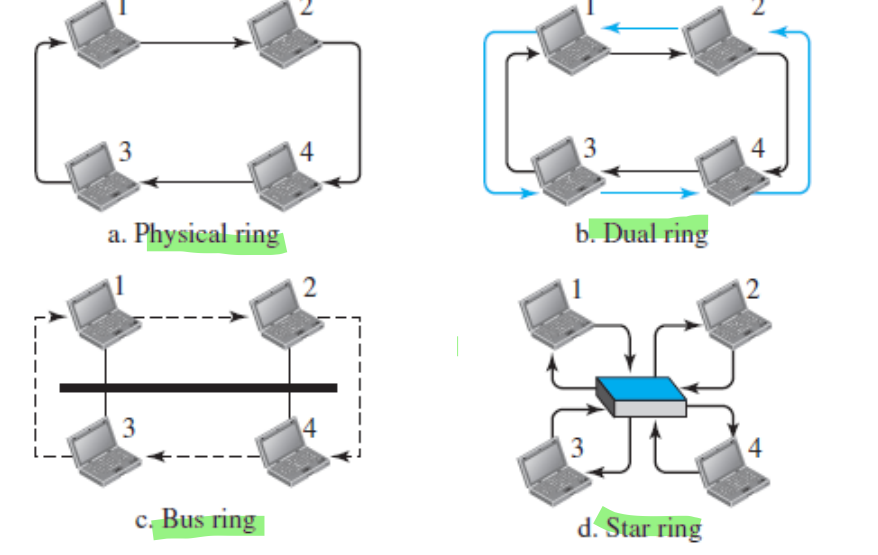 1 2 1 2
3 4 3 4
a. Physical ring b. Dual ring
1 2 1 2
3 4 3 4
c. Bus ring d. Star ring